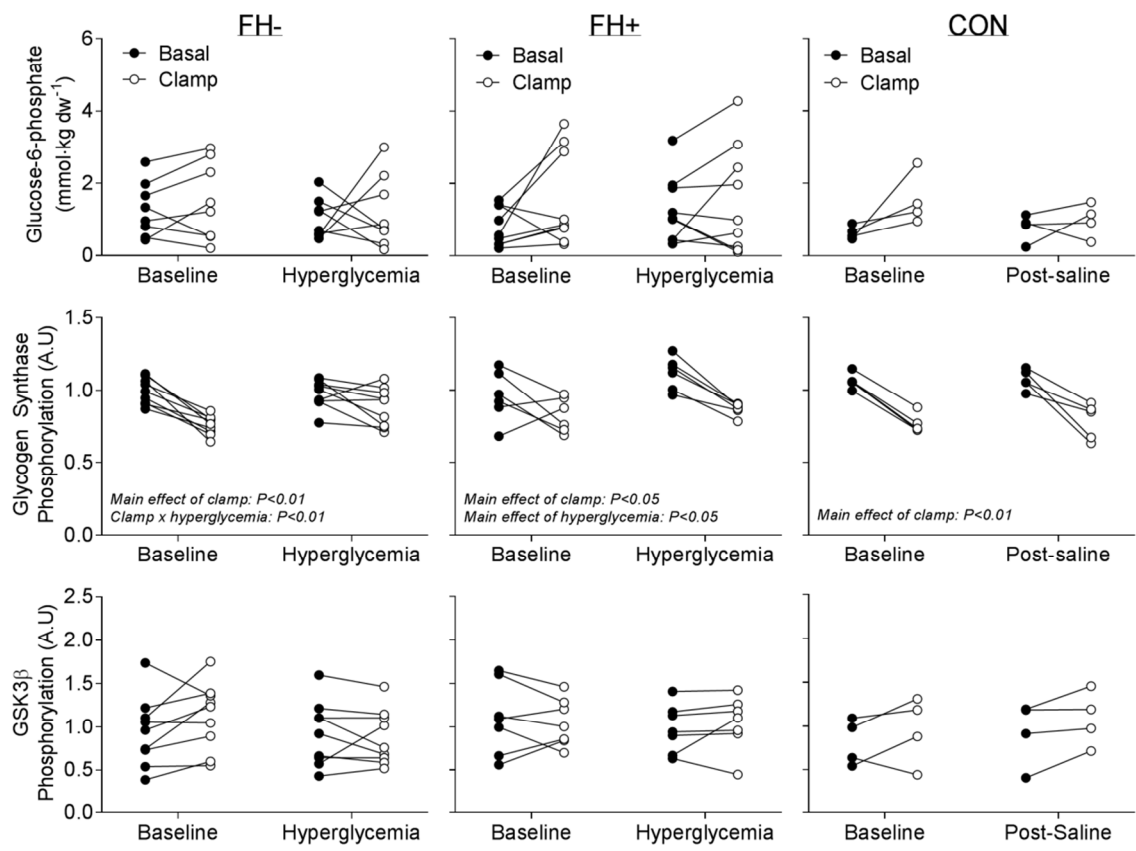 FH-
FH+
CON
Glucose-6-phosphate
(mmol·kg dw-1)
6
4
2
0
Basal
Clamp
Baseline
Hyperglycemia
Basal
Clamp
Baseline
Hyperglycemia
Basal
Clamp
Baseline
Post-saline
Glycogen Synthase
Phosphorylation (A.U)
1.5
1.0
0.5
0.0
Main effect of clamp: P<0.01
Clamp x hyperglycemia: P<0.01
Baseline
Hyperglycemia
Main effect of clamp: P<0.05
Main effect of hyperglycemia: P<0.05
Baseline
Hyperglycemia
Main effect of clamp: P<0.01
Baseline
Post-saline
GSK3β
Phosphorylation (A.U)
2.5
2.0
1.5
1.0
0.5
0.0
Baseline
Hyperglycemia
Baseline
Hyperglycemia
Baseline
Post-Saline